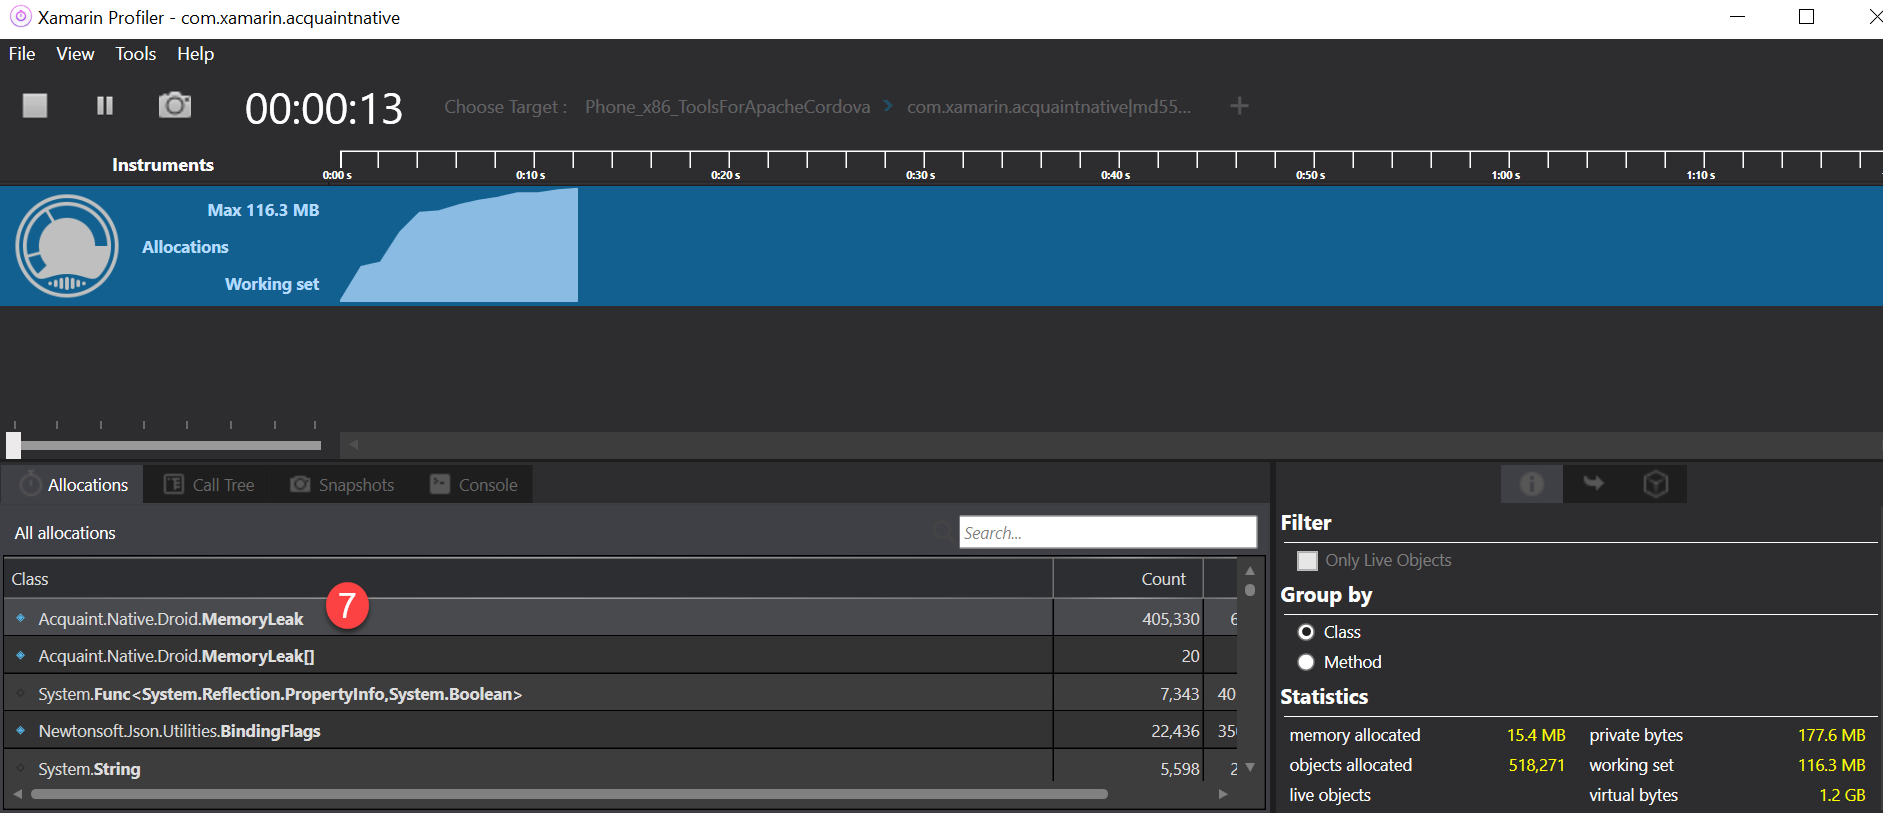 Xamarin Profiler - com.xamarin.acquaintnative
File View Tools Help
00:00:13 Choose Target : Phone_x86_ToolsForApacheCordova com.xamarin.acquaintnative|md55... +
Instruments
0:00 s 0:10 s 0:20 s 0:30 s 0:40 s 0:50 s 1:00 s 1:10 s
Max 116.3 MB
Allocations
Working set
Allocations Call Tree Snapshots Console
All allocations Search...
Class Count
7
Acquaint.Native.Droid.MemoryLeak 405,330 6
Acquaint.Native.Droid.MemoryLeak[] 20
System.Func<System.Reflection.PropertyInfo,System.Boolean> 7,343 40
Newtonsoft.Json.Utilities.BindingFlags 22,436 35
System.String 5,598 2
Filter
Only Live Objects
Group by
Class
Method
Statistics
memory allocated 15.4 MB private bytes 177.6 MB
objects allocated 518,271 working set 116.3 MB
live objects virtual bytes 1.2 GB